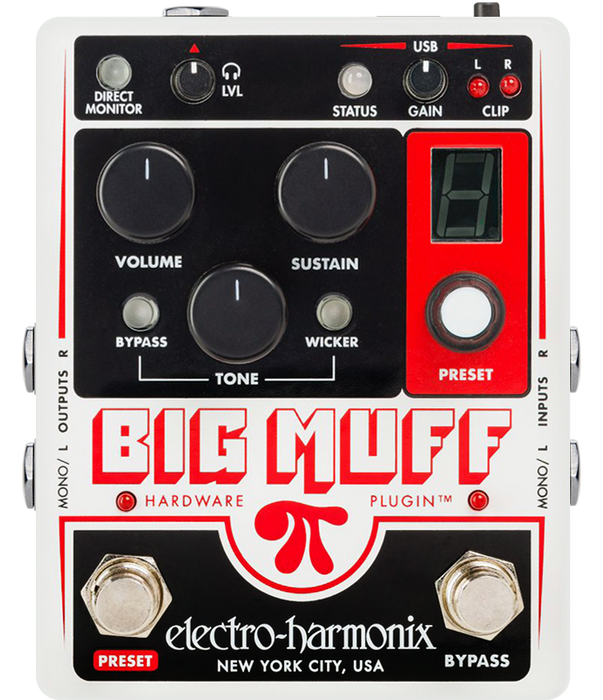 USB
DIRECT
MONITOR
LVL
STATUS
GAIN
L R
CLIP
VOLUME
SUSTAIN
BYPASS
WICKER
TONE
PRESET
MONO/ L OUTPUTS R
MONO/ L INPUTS R
BIG MUFF
HARDWARE PLUGIN™
π
electro-harmonix
NEW YORK CITY, USA
PRESET
BYPASS